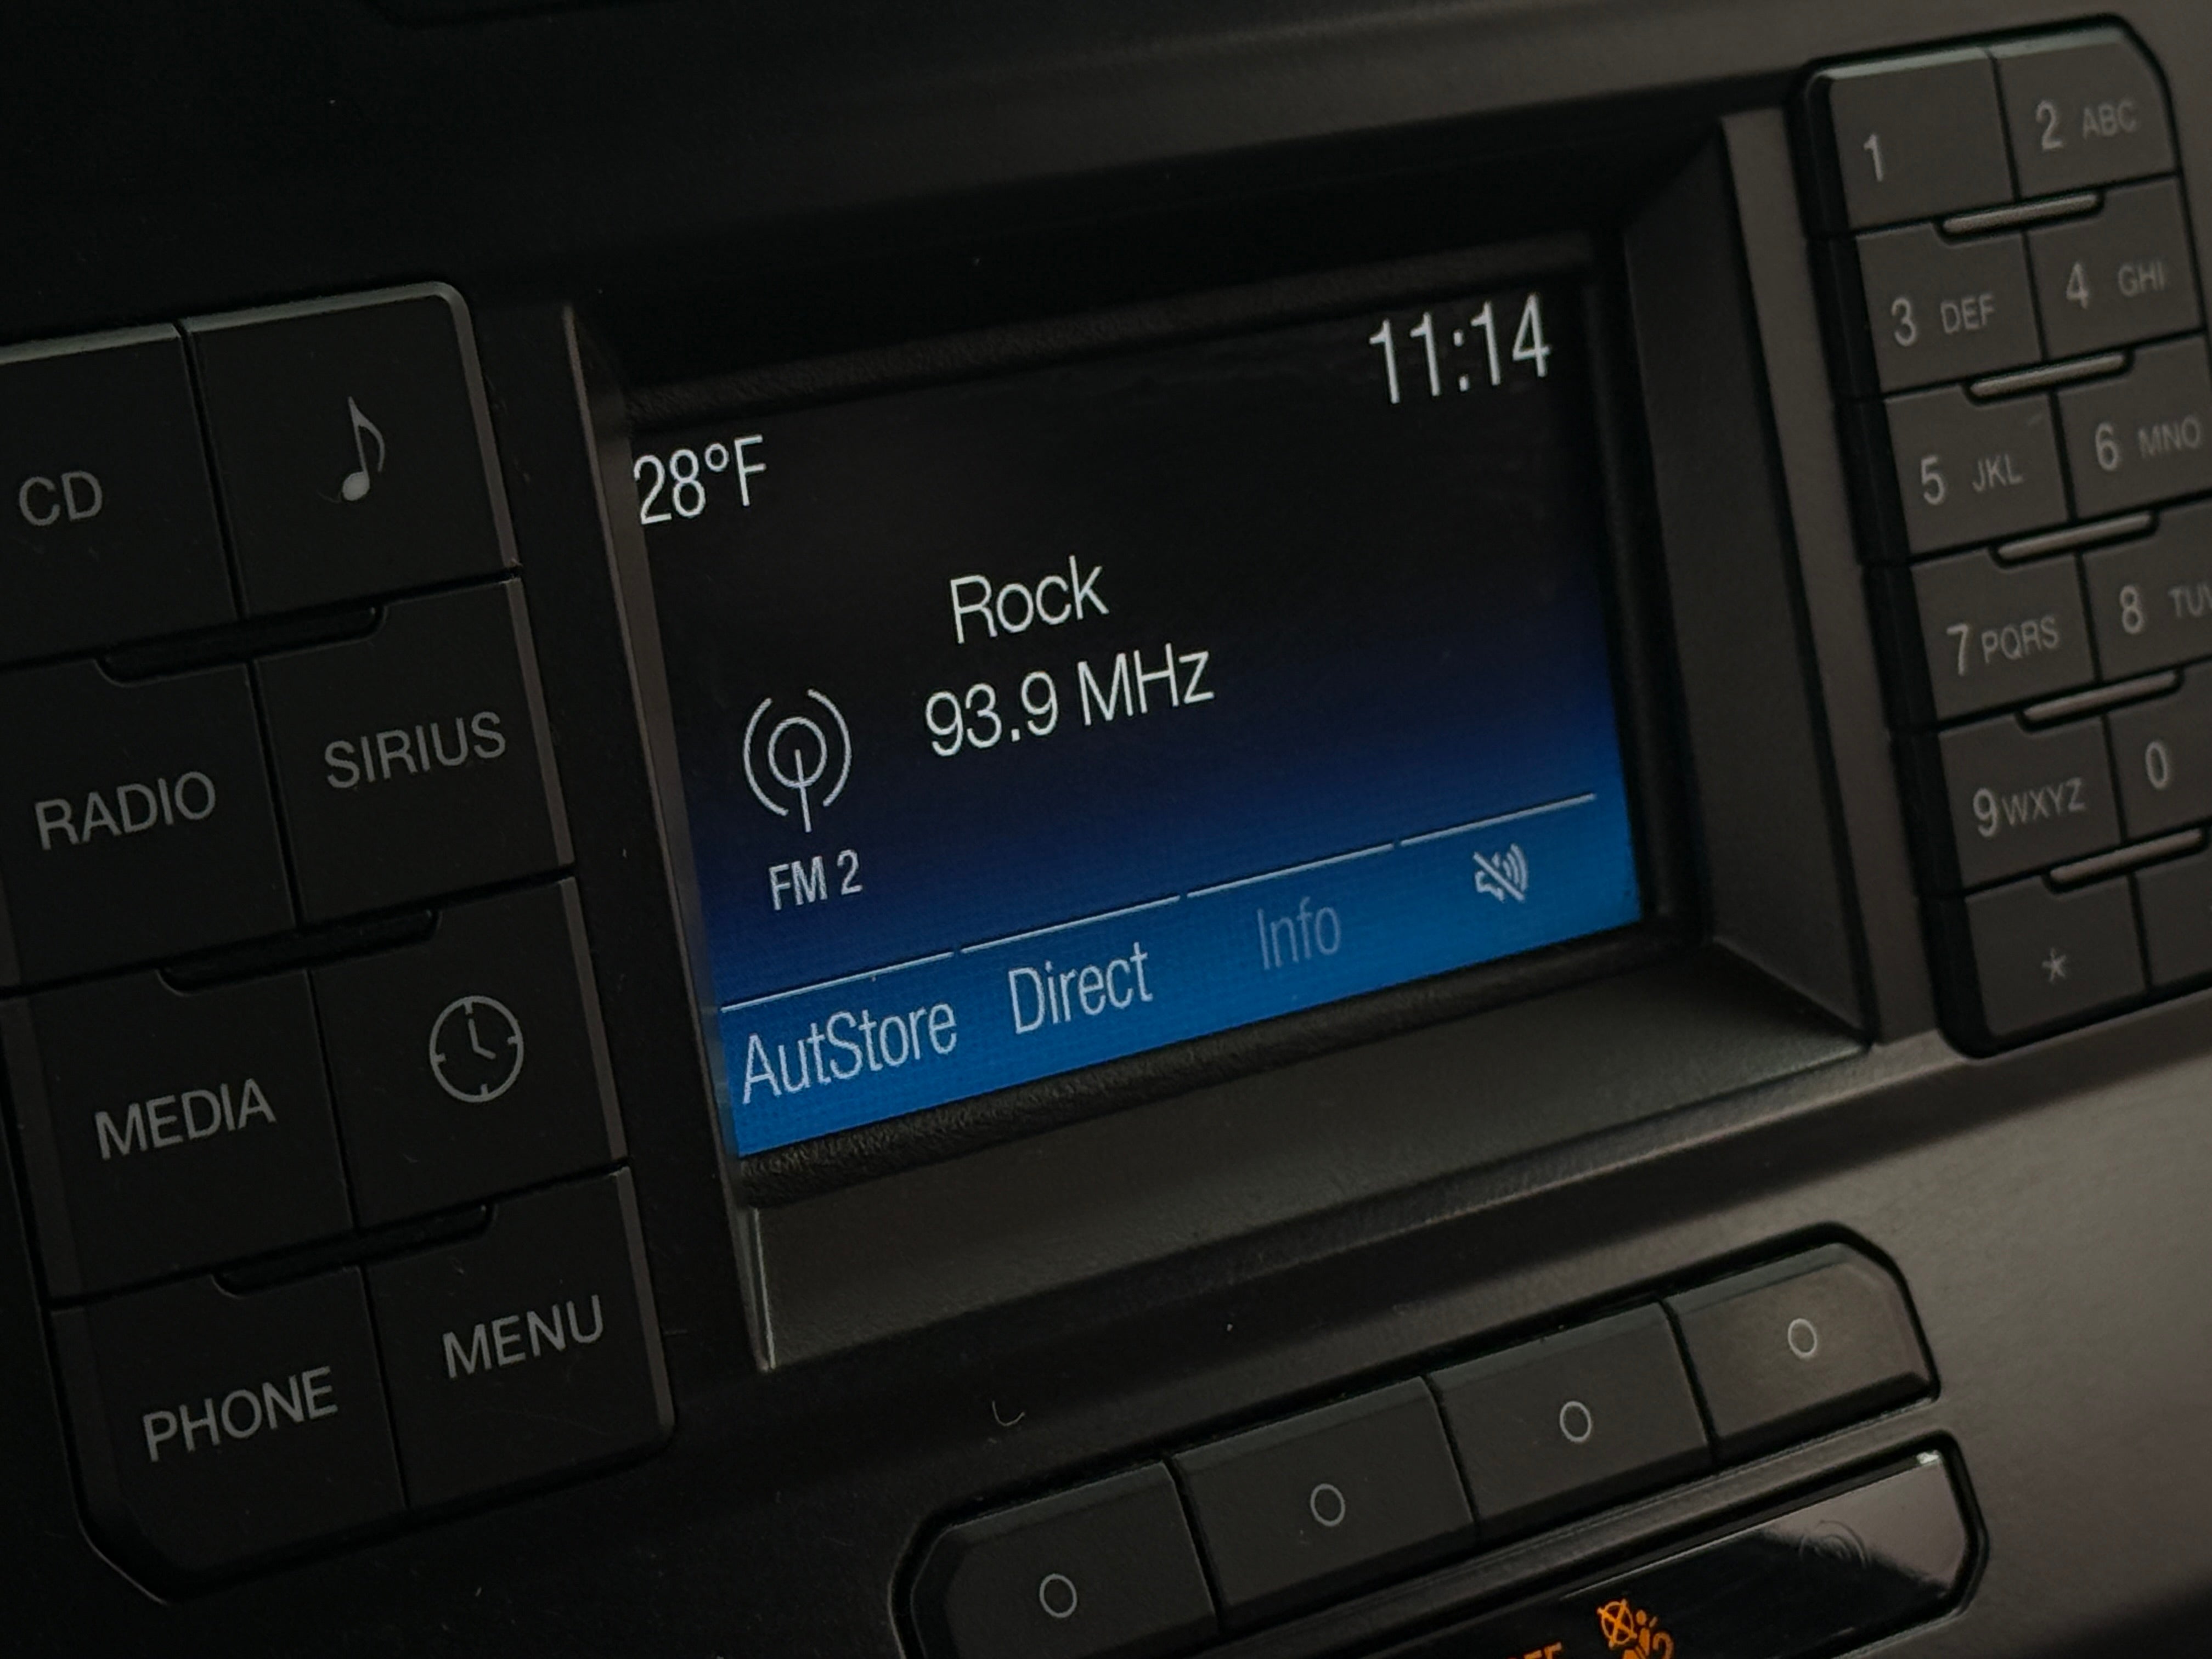 CD
RADIO
SIRIUS
MEDIA
PHONE
MENU
11:14
28°F
Rock
93.9 MHz
FM 2
AutStore
Direct
Info
1
2 ABC
3 DEF
4 GHI
5 JKL
6 MNO
7 PQRS
8 TUV
9 WXYZ
0
*